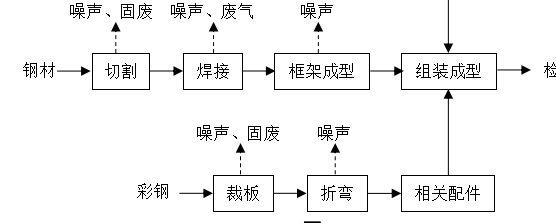 噪声、固废 噪声、废气 噪声
钢材 切割 焊接 框架成型 组装成型 检
噪声、固废 噪声
彩钢 裁板 折弯 相关配件